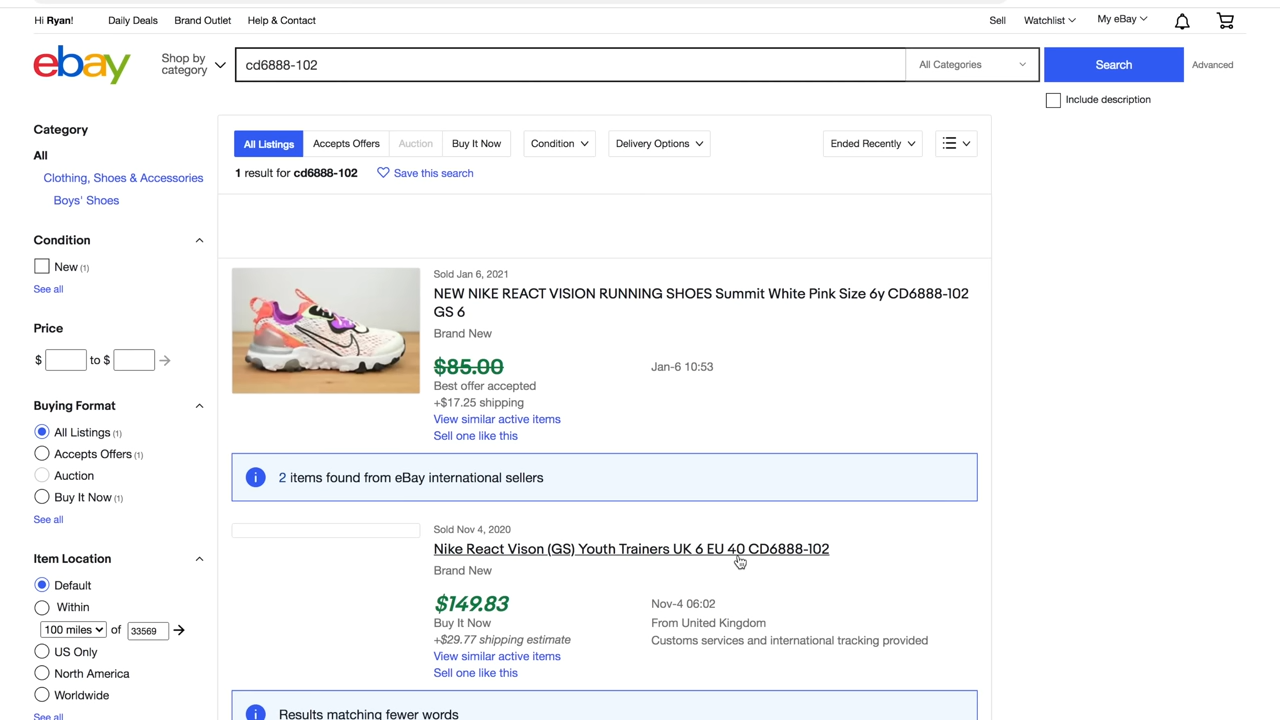 Hi Ryan!
Daily Deals
Brand Outlet
Help & Contact
Sell
Watchlist
My eBay
ebay
Shop by
category
cd6888-102
All Categories
Search
Advanced
Include description
Category
All
Clothing, Shoes & Accessories
Boys' Shoes
Condition
New (1)
See all
Price
$ to $
Buying Format
All Listings (1)
Accepts Offers (1)
Auction
Buy It Now (1)
See all
Item Location
Default
Within
100 miles of 33569
US Only
North America
Worldwide
See all
All Listings
Accepts Offers
Auction
Buy It Now
Condition
Delivery Options
Ended Recently
1 result for cd6888-102
Save this search
Sold Jan 6, 2021
NEW NIKE REACT VISION RUNNING SHOES Summit White Pink Size 6y CD6888-102
GS 6
Brand New
$85.00
Jan-6 10:53
Best offer accepted
+$17.25 shipping
View similar active items
Sell one like this
2 items found from eBay international sellers
Sold Nov 4, 2020
Nike React Vison (GS) Youth Trainers UK 6 EU 40 CD6888-102
Brand New
$149.83
Nov-4 06:02
Buy It Now
From United Kingdom
+$29.77 shipping estimate
Customs services and international tracking provided
View similar active items
Sell one like this
Results matching fewer words